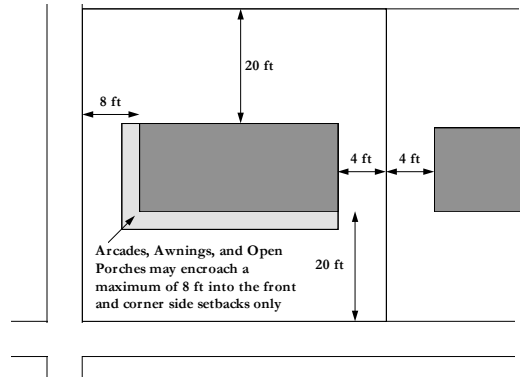 20 ft
8 ft
4 ft
4 ft
Arcades, Awnings, and Open
Porches may encroach a
maximum of 8 ft into the front
and corner side setbacks only
20 ft